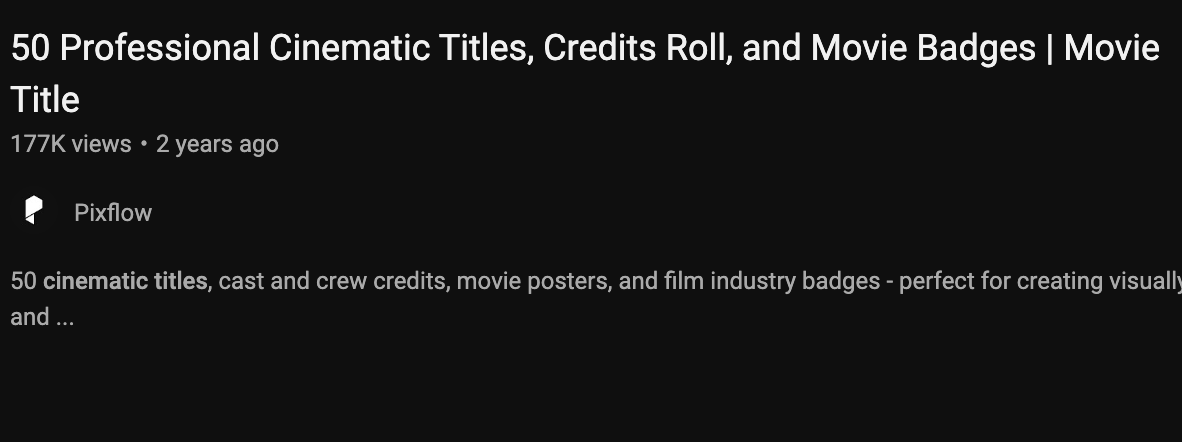 50 Professional Cinematic Titles, Credits Roll, and Movie Badges | Movie
Title
177K views • 2 years ago
Pixflow
50 cinematic titles, cast and crew credits, movie posters, and film industry badges - perfect for creating visually
and ...